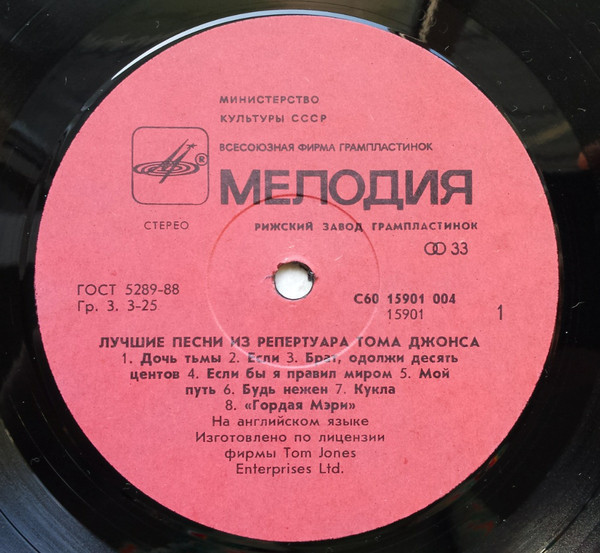 МИНИСТЕРСТВО
КУЛЬТУРЫ СССР
ВСЕСОЮЗНАЯ ФИРМА ГРАМПЛАСТИНОК
®
МЕЛОДИЯ
СТЕРЕО
РИЖСКИЙ ЗАВОД ГРАМПЛАСТИНОК
33
ГОСТ 5289-88
Гр. 3. 3-25
С60 15901 004
15901
1
ЛУЧШИЕ ПЕСНИ ИЗ РЕПЕРТУАРА ТОМА ДЖОНСА
1. Дочь тьмы 2. Если 3. Брат, одолжи десять
центов 4. Если бы я правил миром 5. Мой
путь 6. Будь нежен 7. Кукла
8. «Гордая Мэри»
На английском языке
Изготовлено по лицензии
фирмы Tom Jones
Enterprises Ltd.